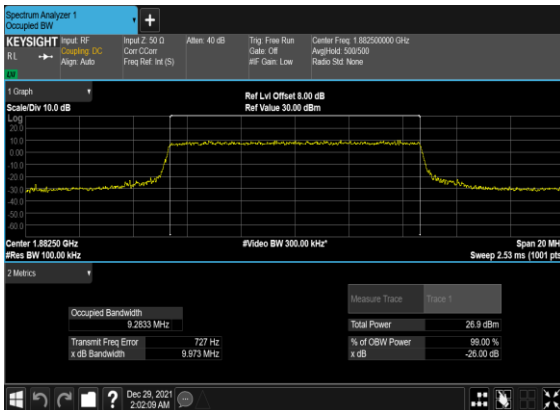 Spectrum Analyzer 1
Occupied BW
KEYSIGHT Input: RF Input Z: 50 Ω Atten: 40 dB Trig: Free Run Center Freq: 1.882500000 GHz
RL Coupling: DC Corr CCorr Gate: Off Avg|Hold: 500/500
Align: Auto Freq Ref: Int (S) #IF Gain: Low Radio Std: None
1 Graph
Scale/Div 10.0 dB Ref Lvl Offset 8.00 dB
Ref Value 30.00 dBm
Log
20.0
10.0
0.00
-10.0
-20.0
-30.0
-40.0
-50.0
-60.0
Center 1.88250 GHz #Video BW 300.00 kHz* Span 20 MH
#Res BW 100.00 kHz Sweep 2.53 ms (1001 pts
2 Metrics
Measure Trace Trace 1
Occupied Bandwidth
9.2833 MHz
Total Power 26.9 dBm
Transmit Freq Error 727 Hz % of OBW Power 99.00 %
x dB Bandwidth 9.973 MHz x dB -26.00 dB
Dec 29, 2021
2:02:09 AM